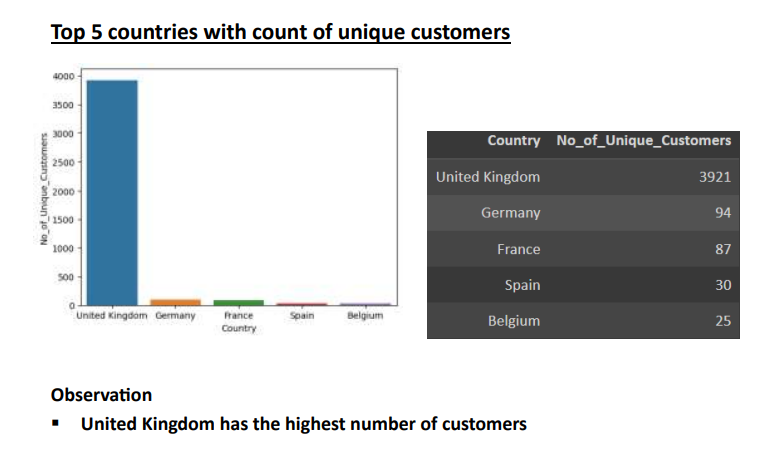 Top 5 countries with count of unique customers
4000
3500
3000
2500
2000
1500
1000
500
0
No_of_Unique_Customers
United Kingdom Germany France Spain Belgium
Country
Country No_of_Unique_Customers
United Kingdom 3921
Germany 94
France 87
Spain 30
Belgium 25
Observation
▪ United Kingdom has the highest number of customers